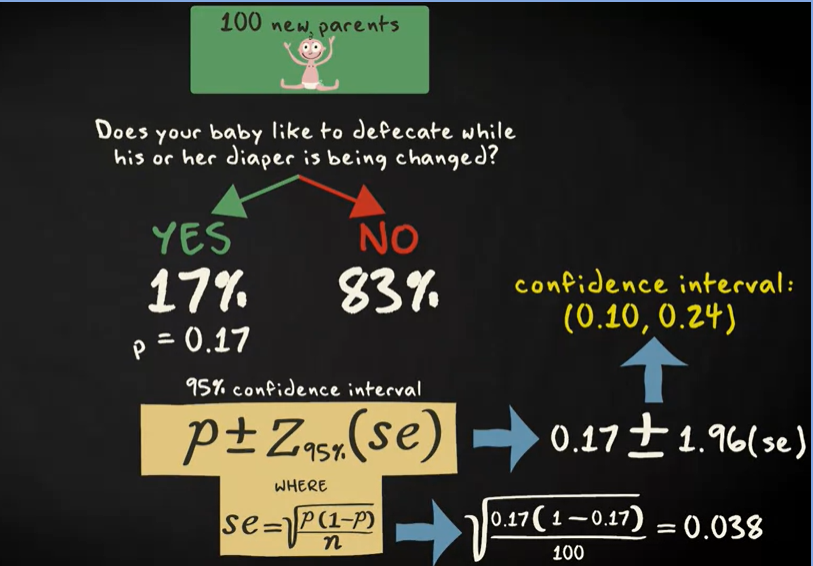 100 new parents
Does your baby like to defecate while
his or her diaper is being changed?
YES
NO
17%
83%
p = 0.17
confidence interval:
(0.10, 0.24)
95% confidence interval
p ± Z95%(se)
0.17 ± 1.96(se)
WHERE
se = √(p(1-p)/n)
√(0.17(1-0.17)/100) = 0.038